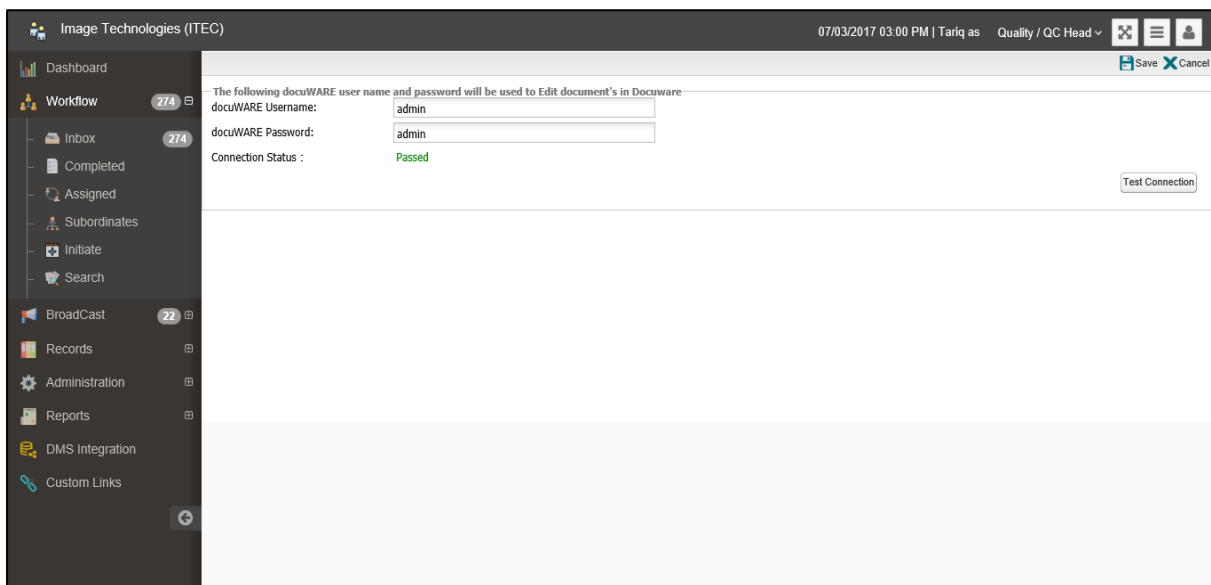 Image Technologies (ITEC)
07/03/2017 03:00 PM | Tariq as Quality / QC Head
Dashboard
Save Cancel
Workflow 274
The following docuWARE user name and password will be used to Edit document's in Docuware
docuWARE Username: admin
docuWARE Password: admin
Connection Status : Passed
Test Connection
Inbox 274
Completed
Assigned
Subordinates
Initiate
Search
BroadCast 22
Records
Administration
Reports
DMS Integration
Custom Links